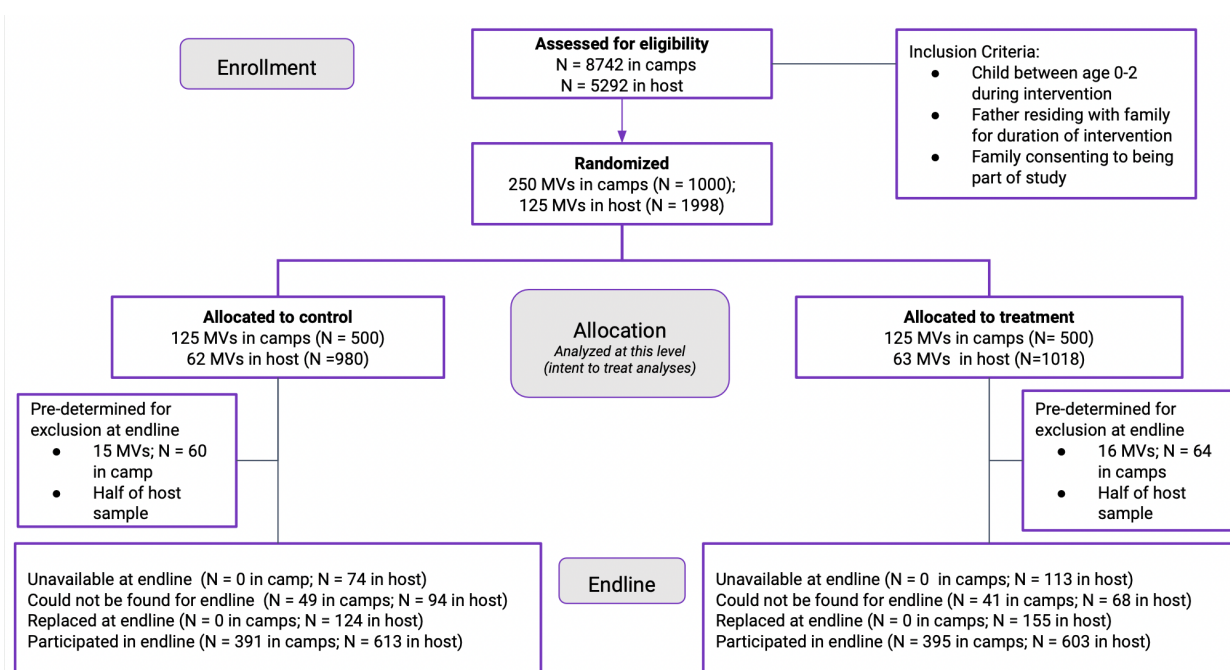 Enrollment
Assessed for eligibility
N = 8742 in camps
N = 5292 in host
Inclusion Criteria:
● Child between age 0-2
during intervention
● Father residing with family
for duration of intervention
● Family consenting to being
part of study
Randomized
250 MVs in camps (N = 1000);
125 MVs in host (N = 1998)
Allocated to control
125 MVs in camps (N = 500)
62 MVs in host (N =980)
Allocation
Analyzed at this level
(intent to treat analyses)
Allocated to treatment
125 MVs in camps (N= 500)
63 MVs in host (N=1018)
Pre-determined for
exclusion at endline
● 15 MVs; N = 60
in camp
● Half of host
sample
Pre-determined for
exclusion at endline
● 16 MVs; N = 64
in camps
● Half of host
sample
Unavailable at endline (N = 0 in camp; N = 74 in host)
Could not be found for endline (N = 49 in camps; N = 94 in host)
Replaced at endline (N = 0 in camps; N = 124 in host)
Participated in endline (N = 391 in camps; N = 613 in host)
Endline
Unavailable at endline (N = 0 in camps; N = 113 in host)
Could not be found for endline (N = 41 in camps; N = 68 in host)
Replaced at endline (N = 0 in camps; N = 155 in host)
Participated in endline (N = 395 in camps; N = 603 in host)